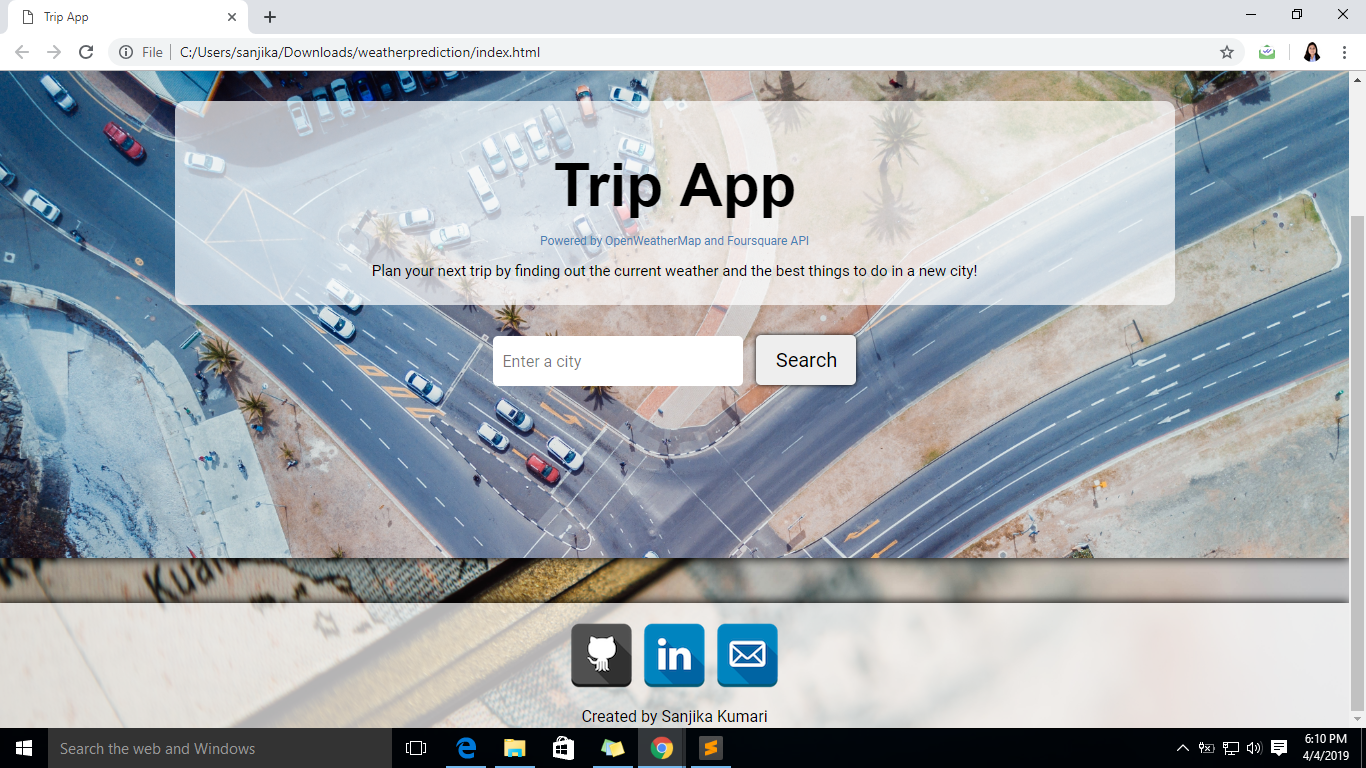 Trip App
File
C:/Users/sanjika/Downloads/weatherprediction/index.html
Trip App
Powered by OpenWeatherMap and Foursquare API
Plan your next trip by finding out the current weather and the best things to do in a new city!
Enter a city
Search
in
Created by Sanjika Kumari
Search the web and Windows
6:10 PM
4/4/2019